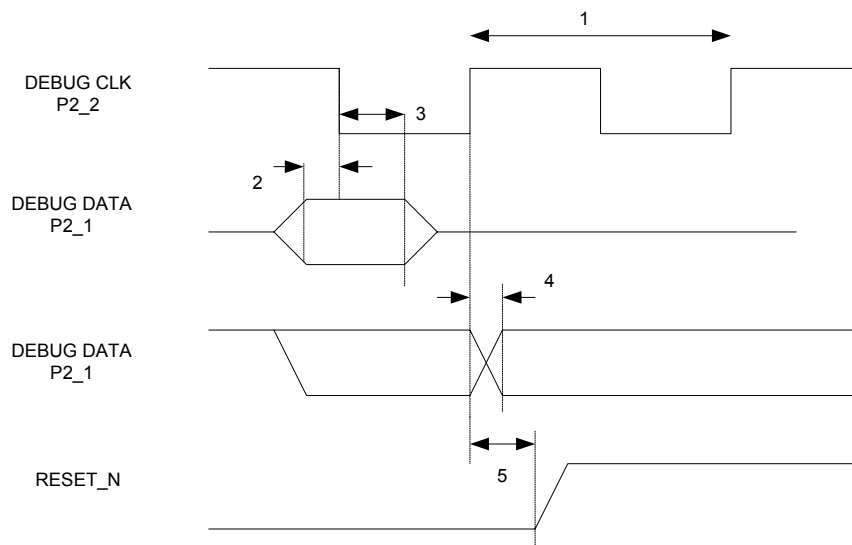 1
DEBUG CLK
P2_2
3
2
DEBUG DATA
P2_1
4
DEBUG DATA
P2_1
5
RESET_N